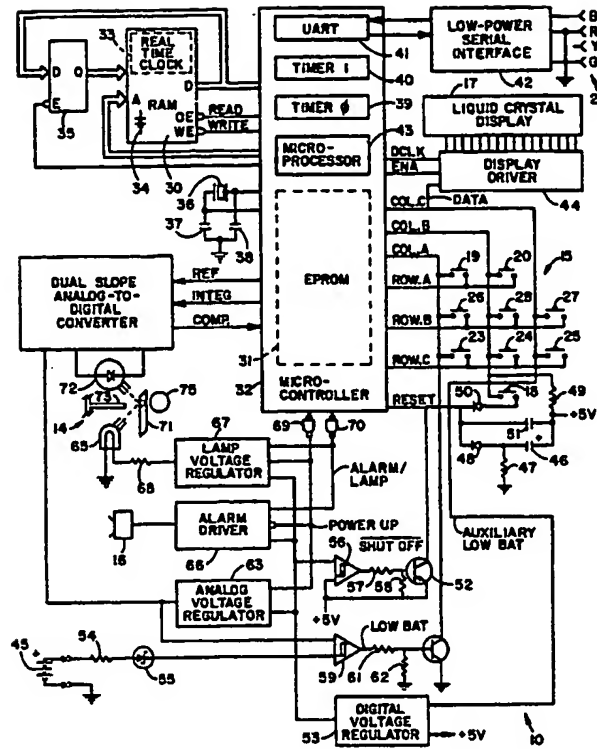 UART
41
LOW-POWER SERIAL INTERFACE
42
B
R
Y
G
2
33
REAL TIME CLOCK
D
Q
E
35
A
RAM
D
OE
WE
READ
WRITE
34
30
TIMER 1
40
TIMER 0
39
MICRO-PROCESSOR
43
17
LIQUID CRYSTAL DISPLAY
DCLK
ENA
DISPLAY DRIVER
44
COL.C
DATA
COL.B
COL.A
36
37
38
EPROM
31
32
MICRO-CONTROLLER
19
20
15
ROW.A
26
28
27
ROW.B
23
24
25
ROW.C
RESET
50
18
49
+5V
51
48
46
+
47
DUAL SLOPE ANALOG-TO-DIGITAL CONVERTER
REF
INTEG
COMP.
72
73
14
75
71
65
68
67
LAMP VOLTAGE REGULATOR
69
70
ALARM/LAMP
16
ALARM DRIVER
66
POWER UP
63
ANALOG VOLTAGE REGULATOR
56
SHUT OFF
57
58
52
+5V
AUXILIARY LOW BAT
45
+
54
55
59
LOW BAT
61
62
53
DIGITAL VOLTAGE REGULATOR
+5V
10